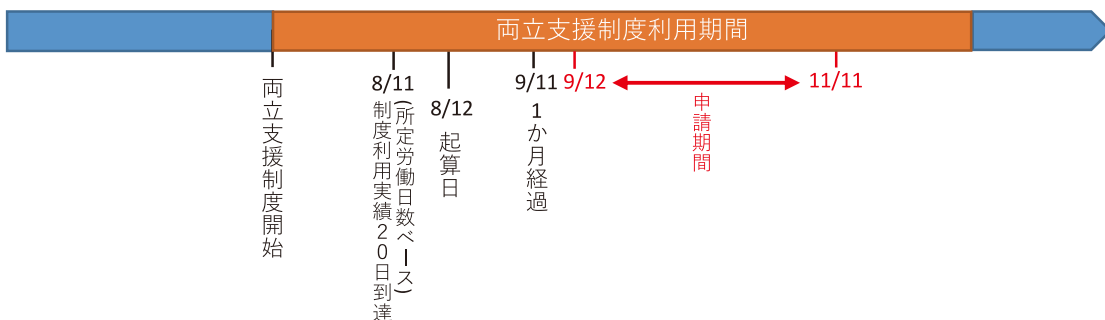 両立支援制度利用期間
両立支援制度開始
8/11
制度利用実績20日到達
(所定労働日数ベース)
8/12
起算日
9/11
1か月経過
9/12
申請期間
11/11